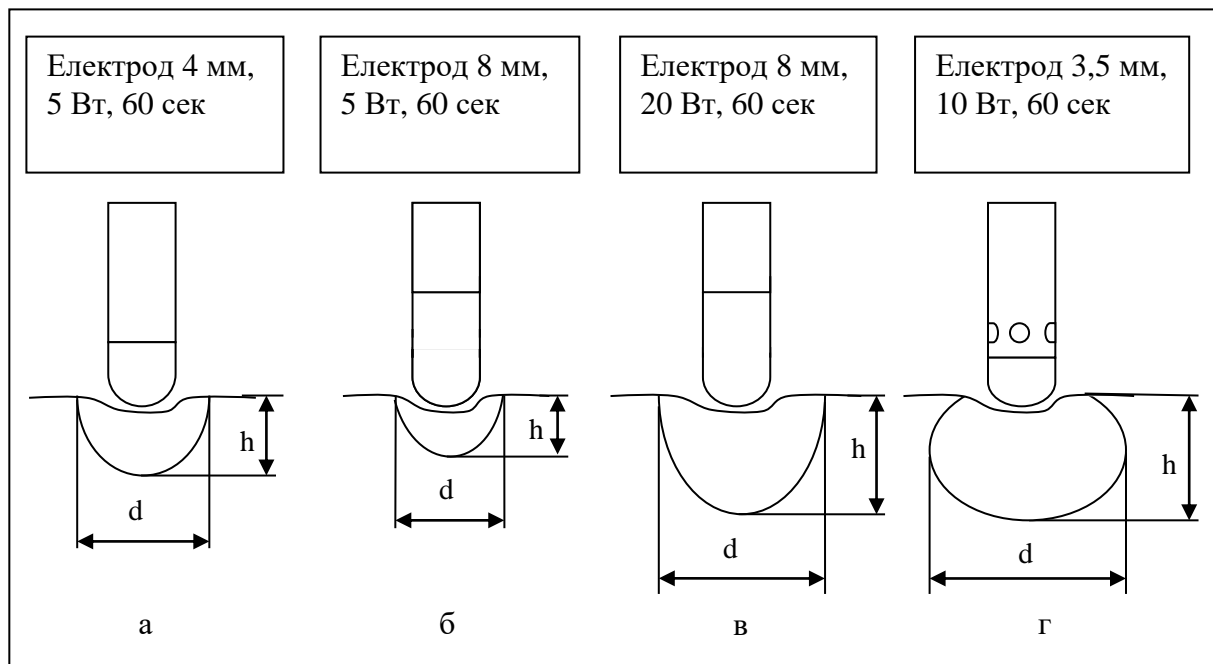 Електрод 4 мм,
5 Вт, 60 сек
Електрод 8 мм,
5 Вт, 60 сек
Електрод 8 мм,
20 Вт, 60 сек
Електрод 3,5 мм,
10 Вт, 60 сек
h
d
h
d
h
d
h
d
а
б
в
г